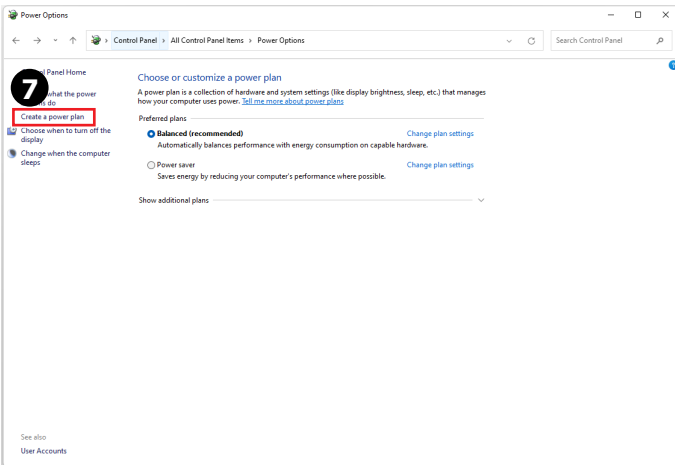 Power Options
Control Panel > All Control Panel Items > Power Options
Search Control Panel
Panel Home
7
what the power
do
Create a power plan
Choose when to turn off the
display
Change when the computer
sleeps
Choose or customize a power plan
A power plan is a collection of hardware and system settings (like display brightness, sleep, etc.) that manages
how your computer uses power. Tell me more about power plans
Preferred plans
Balanced (recommended)
Change plan settings
Automatically balances performance with energy consumption on capable hardware.
Power saver
Change plan settings
Saves energy by reducing your computer's performance where possible.
Show additional plans
See also
User Accounts